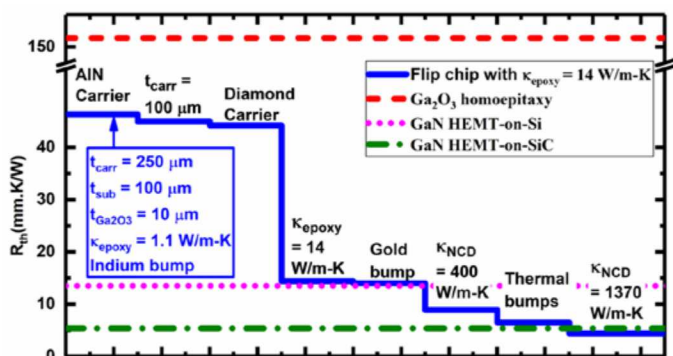 150
40
30
20
10
0
R_th(mm.K/W)
AlN
Carrier
t_carr =
100 μm
Diamond
Carrier
t_carr = 250 μm
t_sub = 100 μm
t_Ga2O3 = 10 μm
κ_epoxy = 1.1 W/m-K
Indium bump
Flip chip with κ_epoxy = 14 W/m-K
Ga₂O₃ homoepitaxy
GaN HEMT-on-Si
GaN HEMT-on-SiC
κ_epoxy
= 14
W/m-K
Gold
bump
κ_NCD
= 400
W/m-K
Thermal
bumps
κ_NCD
= 1370
W/m-K